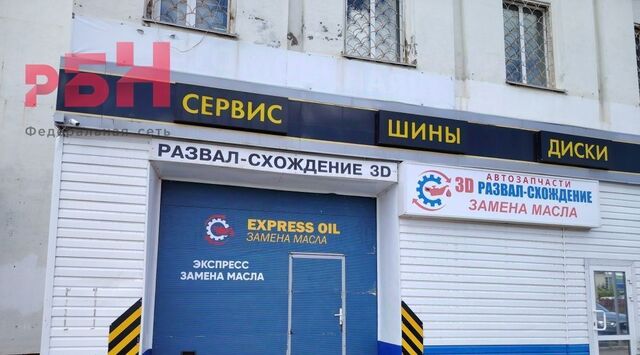 РБН
Федеральная сеть
СЕРВИС
ШИНЫ
ДИСКИ
РАЗВАЛ-СХОЖДЕНИЕ 3D
АВТОЗАПЧАСТИ
3D РАЗВАЛ-СХОЖДЕНИЕ
ЗАМЕНА МАСЛА
EXPRESS OIL
ЗАМЕНА МАСЛА
ЭКСПРЕСС
ЗАМЕНА МАСЛА